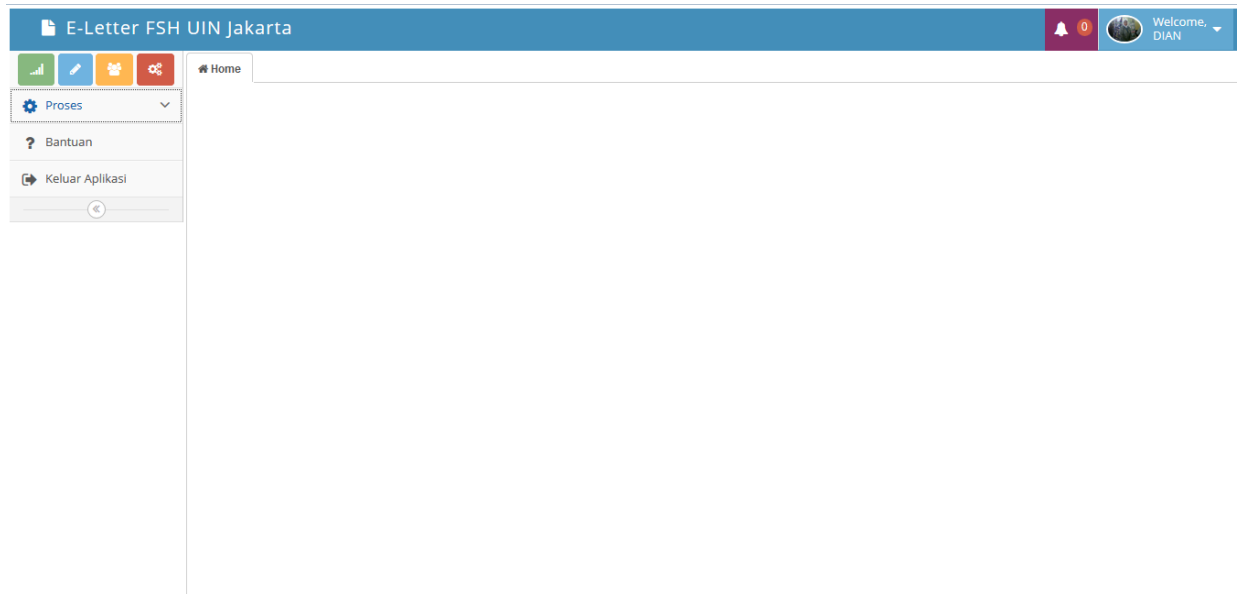 E-Letter FSH UIN Jakarta
0
Welcome,
DIAN
Home
Proses
Bantuan
Keluar Aplikasi